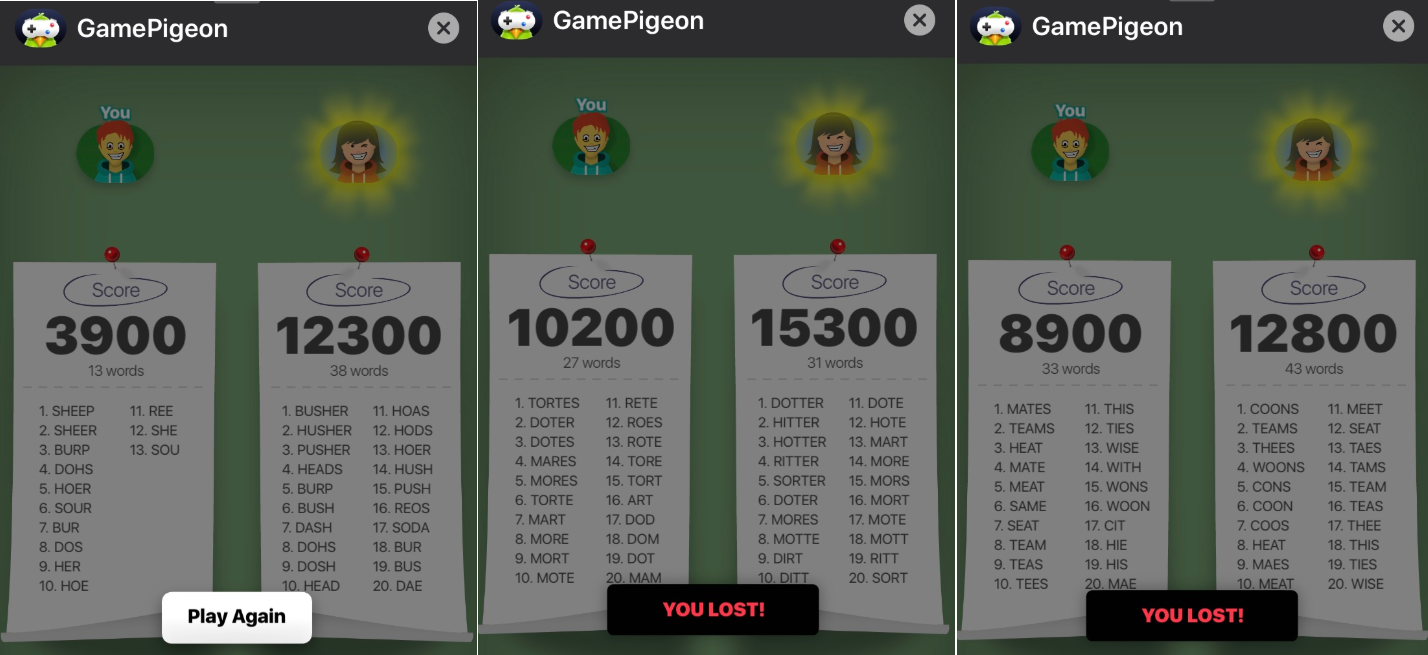 GamePigeon
You
Score
3900
13 words
1. SHEEP
2. SHEER
3. BURP
4. DOHS
5. HOER
6. SOUR
7. BUR
8. DOS
9. HER
10. HOE
11. REE
12. SHE
13. SOU
Score
12300
38 words
1. BUSHER
2. HUSHER
3. PUSHER
4. HEADS
5. BURP
6. BUSH
7. DASH
8. DOHS
9. DOSH
10. HEAD
11. HOAS
12. HODS
13. HOER
14. HUSH
15. PUSH
16. REOS
17. SODA
18. BUR
19. BUS
20. DAE
Play Again
GamePigeon
You
Score
10200
27 words
1. TORTES
2. DOTER
3. DOTES
4. MARES
5. MORES
6. TORTE
7. MART
8. MORE
9. MORT
10. MOTE
11. RETE
12. ROES
13. ROTE
14. TORE
15. TORT
16. ART
17. DOD
18. DOM
19. DOT
20. MAM
Score
15300
31 words
1. DOTTER
2. HITTER
3. HOTTER
4. RITTER
5. SORTER
6. DOTER
7. MORES
8. MOTTE
9. DIRT
10. DITT
11. DOTE
12. HOTE
13. MART
14. MORE
15. MORS
16. MORT
17. MOTE
18. MOTT
19. RITT
20. SORT
YOU LOST!
GamePigeon
You
Score
8900
33 words
1. MATES
2. TEAMS
3. HEAT
4. MATE
5. MEAT
6. SAME
7. SEAT
8. TEAM
9. TEAS
10. TEES
11. THIS
12. TIES
13. WISE
14. WITH
15. WONS
16. WOON
17. CIT
18. HIE
19. HIS
20. MAE
Score
12800
43 words
1. COONS
2. TEAMS
3. THEES
4. WOONS
5. CONS
6. COON
7. COOS
8. HEAT
9. MAES
10. MEAT
11. MEET
12. SEAT
13. TAES
14. TAMS
15. TEAM
16. TEAS
17. THEE
18. THIS
19. TIES
20. WISE
YOU LOST!